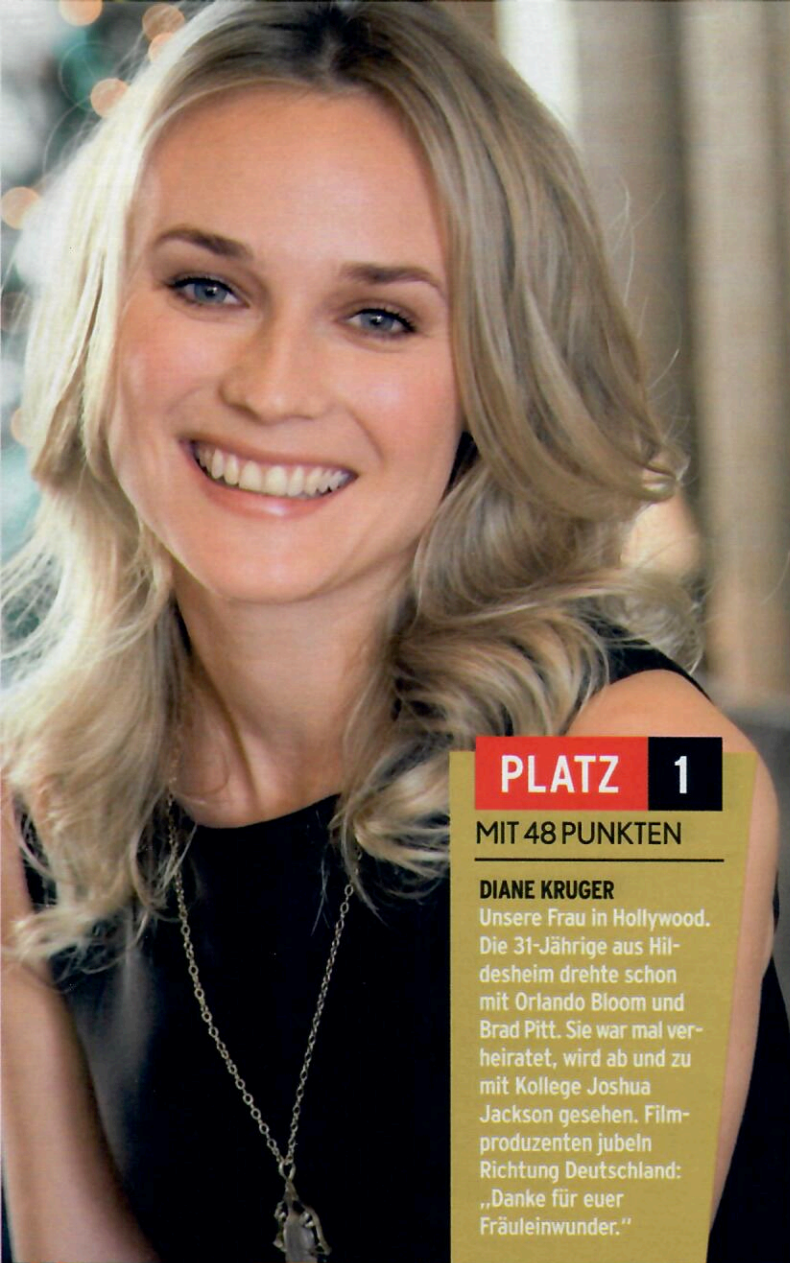 PLATZ 1
MIT 48 PUNKTEN
DIANE KRUGER
Unsere Frau in Hollywood.
Die 31-Jährige aus Hil-
desheim drehte schon
mit Orlando Bloom und
Brad Pitt. Sie war mal ver-
heiratet, wird ab und zu
mit Kollege Joshua
Jackson gesehen. Film-
produzenten jubeln
Richtung Deutschland:
„Danke für euer
Fräuleinwunder.“